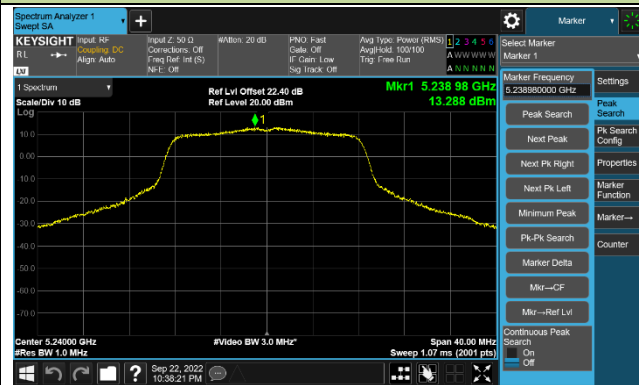 Spectrum Analyzer 1
Swept SA
Marker
KEYSIGHT
Input: RF
Input Z: 50 Ω
#Atten: 20 dB
PNO: Fast
Avg Type: Power (RMS)
1 2 3 4 5 6
RL
Coupling: DC
Corrections: Off
Gate: Off
Avg|Hold: 100/100
A W W W W W
Align: Auto
Freq Ref: Int (S)
IF Gain: Low
Trig: Free Run
NFE: Off
Sig Track: Off
A N N N N N
LXI
Select Marker
Marker 1
1 Spectrum
Scale/Div 10 dB
Log
Ref Lvl Offset 22.40 dB
Ref Level 20.00 dBm
Mkr1 5.238 98 GHz
13.288 dBm
1
10.0
0.00
-10.0
-20.0
-30.0
-40.0
-50.0
-60.0
-70.0
Center 5.24000 GHz
#Video BW 3.0 MHz*
Span 40.00 MHz
#Res BW 1.0 MHz
Sweep 1.07 ms (2001 pts)
Marker Frequency
5.238980000 GHz
Peak Search
Next Peak
Next Pk Right
Next Pk Left
Minimum Peak
Pk-Pk Search
Marker Delta
Mkr→CF
Mkr→Ref Lvl
Continuous Peak
Search
On
Off
Settings
Peak
Search
Pk Search
Config
Properties
Marker
Function
Marker→
Counter
Sep 22, 2022
10:38:21 PM